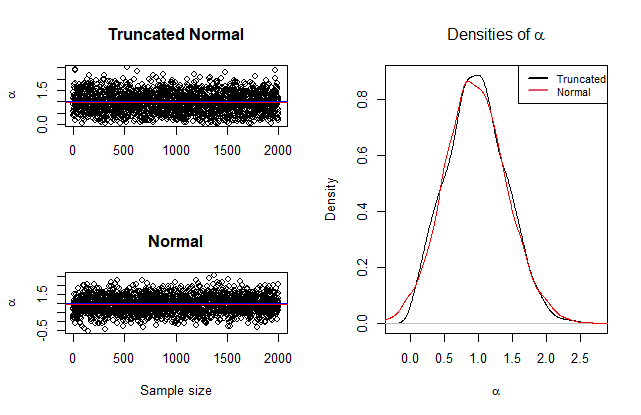 Truncated Normal
α
0.0 1.5
0 500 1000 1500 2000
Normal
α
-0.5 1.5
0 500 1000 1500 2000
Sample size
Densities of α
Truncated
Normal
Density
0.0 0.2 0.4 0.6 0.8
0.0 0.5 1.0 1.5 2.0 2.5
α